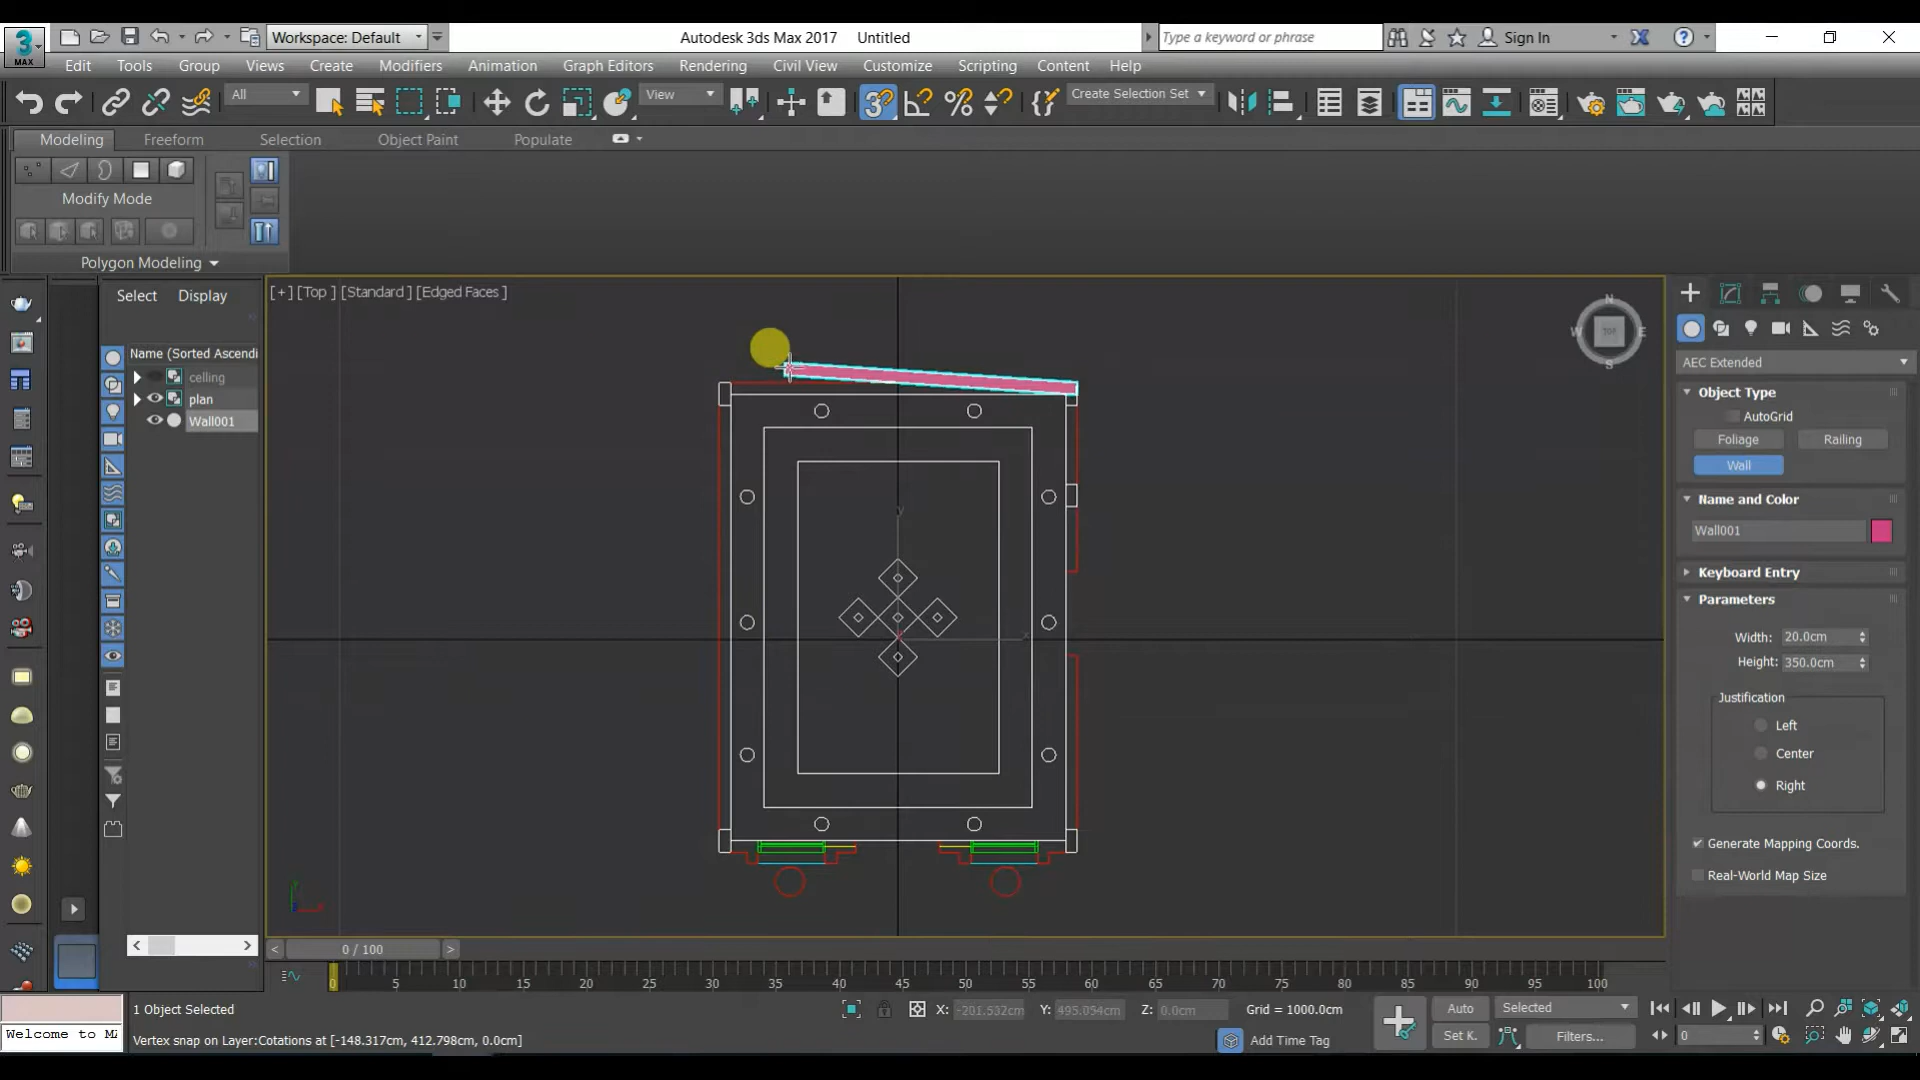 3
MAX
Workspace: Default
Autodesk 3ds Max 2017 Untitled
Type a keyword or phrase
Sign In
Edit Tools Group Views Create Modifiers Animation Graph Editors Rendering Civil View Customize Scripting Content Help
All
View
Create Selection Set
Modeling Freeform Selection Object Paint Populate
Modify Mode
Polygon Modeling
Select Display
Name (Sorted Ascendi
celling
plan
Wall001
[+] [Top ] [Standard ] [Edged Faces ]
N
W TOP E
S
y
x
AEC Extended
Object Type
AutoGrid
Foliage Railing
Wall
Name and Color
Wall001
Keyboard Entry
Parameters
Width: 20.0cm
Height: 350.0cm
Justification
Left
Center
Right
Generate Mapping Coords.
Real-World Map Size
0 / 100
0 5 10 15 20 25 30 35 40 45 50 55 60 65 70 75 80 85 90 95 100
1 Object Selected
X: -201.532cm Y: 495.054cm Z: 0.0cm Grid = 1000.0cm
Auto Selected
Welcome to MA
Vertex snap on Layer:Cotations at [-148.317cm, 412.798cm, 0.0cm]
Add Time Tag
Set K. Filters...
0